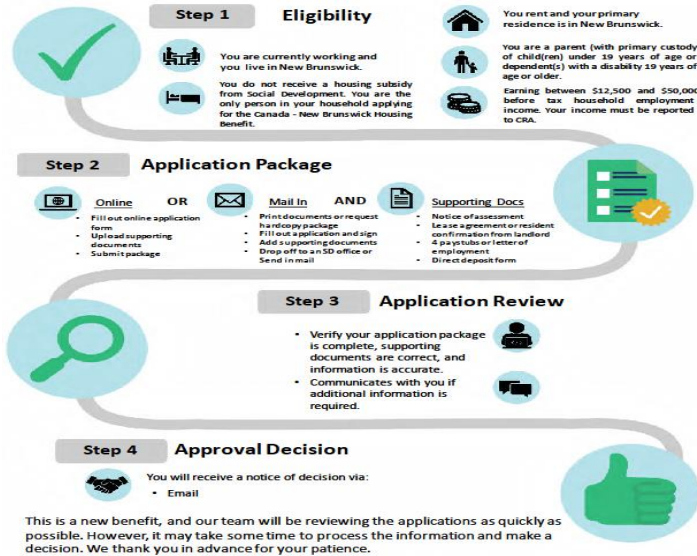 Step 1
Eligibility
You are currently working and
you live in New Brunswick.
You do not receive a housing subsidy
from Social Development. You are the
only person in your household applying
for the Canada - New Brunswick Housing
Benefit.
You rent and your primary
residence is in New Brunswick.
You are a parent (with primary custody
of child(ren) under 19 years of age or
dependent(s) with a disability 19 years of
age or older.
Earning between $12,500 and $50,000
before tax household employment
income. Your income must be reported
to CRA.
Step 2
Application Package
Online
• Fill out online application
form
• Upload supporting
documents
• Submit package
OR
Mail In
• Print documents or request
hardcopy package
• Fill out application and sign
• Add supporting documents
• Drop off to an SD office or
Send in mail
AND
Supporting Docs
• Notice of assessment
• Lease agreement or resident
confirmation from landlord
• 4 paystubs or letter of
employment
• Direct deposit form
Step 3
Application Review
• Verify your application package
is complete, supporting
documents are correct, and
information is accurate.
• Communicates with you if
additional information is
required.
Step 4
Approval Decision
You will receive a notice of decision via:
• Email
This is a new benefit, and our team will be reviewing the applications as quickly as
possible. However, it may take some time to process the information and make a
decision. We thank you in advance for your patience.